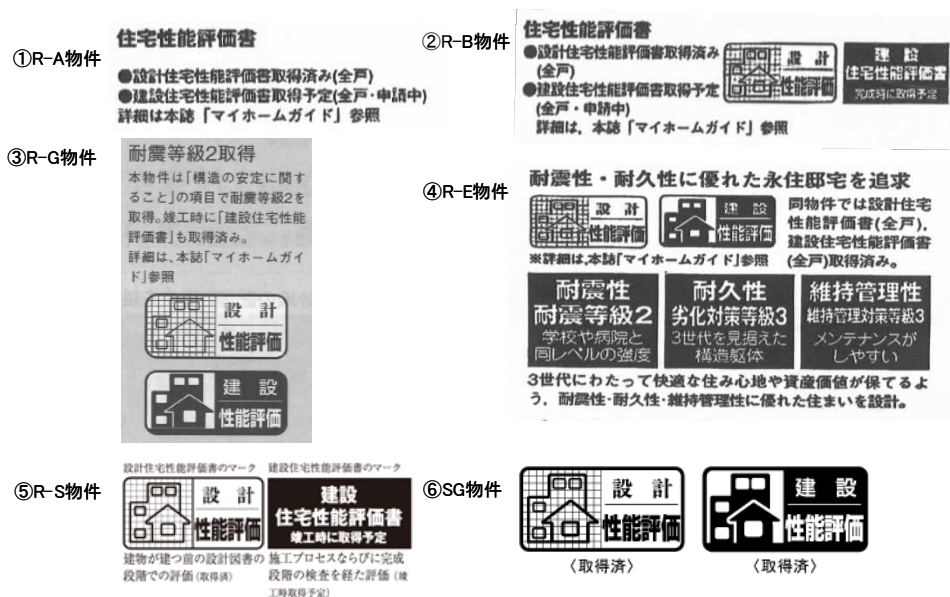 ①R-A物件
住宅性能評価書
●設計住宅性能評価書取得済み(全戸)
●建設住宅性能評価書取得予定(全戸・申請中)
詳細は本誌「マイホームガイド」参照
②R-B物件
住宅性能評価書
●設計住宅性能評価書取得済み
(全戸)
●建設住宅性能評価書取得予定
(全戸・申請中)
詳細は、本誌「マイホームガイド」参照
設計
性能評価
建設
住宅性能評価書
完成時に取得予定
③R-G物件
耐震等級2取得
本物件は「構造の安定に関す
ること」の項目で耐震等級2を
取得。竣工時に「建設住宅性能
評価書」も取得済み。
詳細は、本誌「マイホームガイ
ド」参照
設計
性能評価
建設
性能評価
④R-E物件
耐震性・耐久性に優れた永住邸宅を追求
設計
性能評価
建設
性能評価
※詳細は、本誌「マイホームガイド」参照
同物件では設計住宅
性能評価書(全戸)、
建設住宅性能評価書
(全戸)取得済み。
耐震性
耐震等級2
学校や病院と
同レベルの強度
耐久性
劣化対策等級3
3世代を見据えた
構造躯体
維持管理性
維持管理対策等級3
メンテナンスが
しやすい
3世代にわたって快適な住み心地や資産価値が保てるよ
う、耐震性・耐久性・維持管理性に優れた住まいを設計。
⑤R-S物件
設計住宅性能評価書のマーク
設計
性能評価
建物が建つ前の設計図書の
段階での評価(取得済)
建設住宅性能評価書のマーク
建設
住宅性能評価書
竣工時に取得予定
施工プロセスならびに完成
段階の検査を経た評価(竣
工時取得予定)
⑥SG物件
設計
性能評価
〈取得済〉
建設
性能評価
〈取得済〉